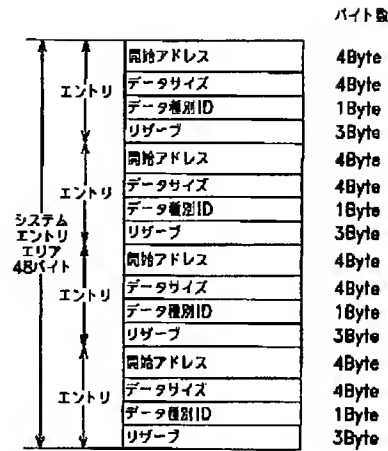 バイト数
開始アドレス 4Byte
データサイズ 4Byte
データ種別ID 1Byte
リザーブ 3Byte
エントリ
開始アドレス 4Byte
データサイズ 4Byte
データ種別ID 1Byte
リザーブ 3Byte
エントリ
システム
エントリ
エリア
48バイト
開始アドレス 4Byte
データサイズ 4Byte
データ種別ID 1Byte
リザーブ 3Byte
エントリ
開始アドレス 4Byte
データサイズ 4Byte
データ種別ID 1Byte
リザーブ 3Byte
エントリ